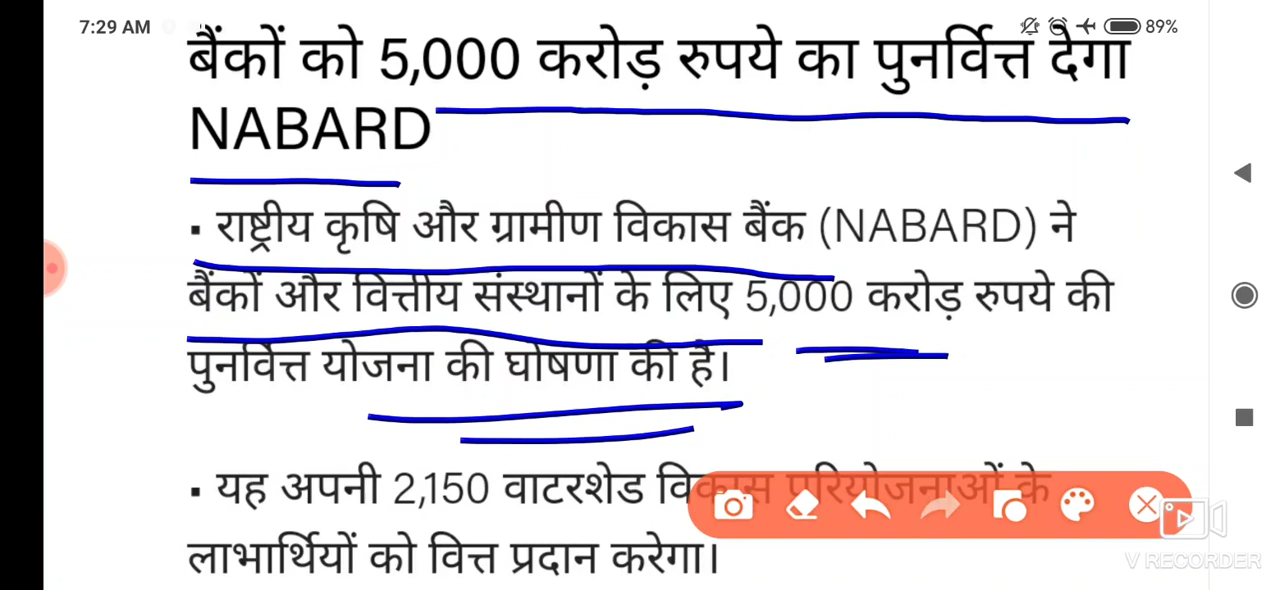 7:29 AM 89%
बैंकों को 5,000 करोड़ रुपये का पुनर्वित्त देगा
NABARD
▪ राष्ट्रीय कृषि और ग्रामीण विकास बैंक (NABARD) ने
बैंकों और वित्तीय संस्थानों के लिए 5,000 करोड़ रुपये की
पुनर्वित्त योजना की घोषणा की है।
▪ यह अपनी 2,150 वाटरशेड विकास परियोजनाओं के
लाभार्थियों को वित्त प्रदान करेगा।
V RECORDER